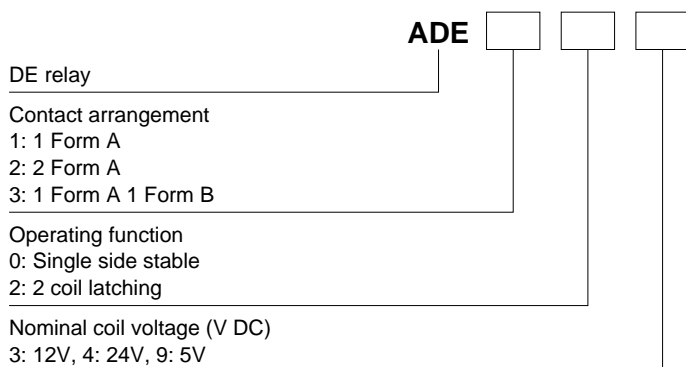 ADE
DE relay
Contact arrangement
1: 1 Form A
2: 2 Form A
3: 1 Form A 1 Form B
Operating function
0: Single side stable
2: 2 coil latching
Nominal coil voltage (V DC)
3: 12V, 4: 24V, 9: 5V